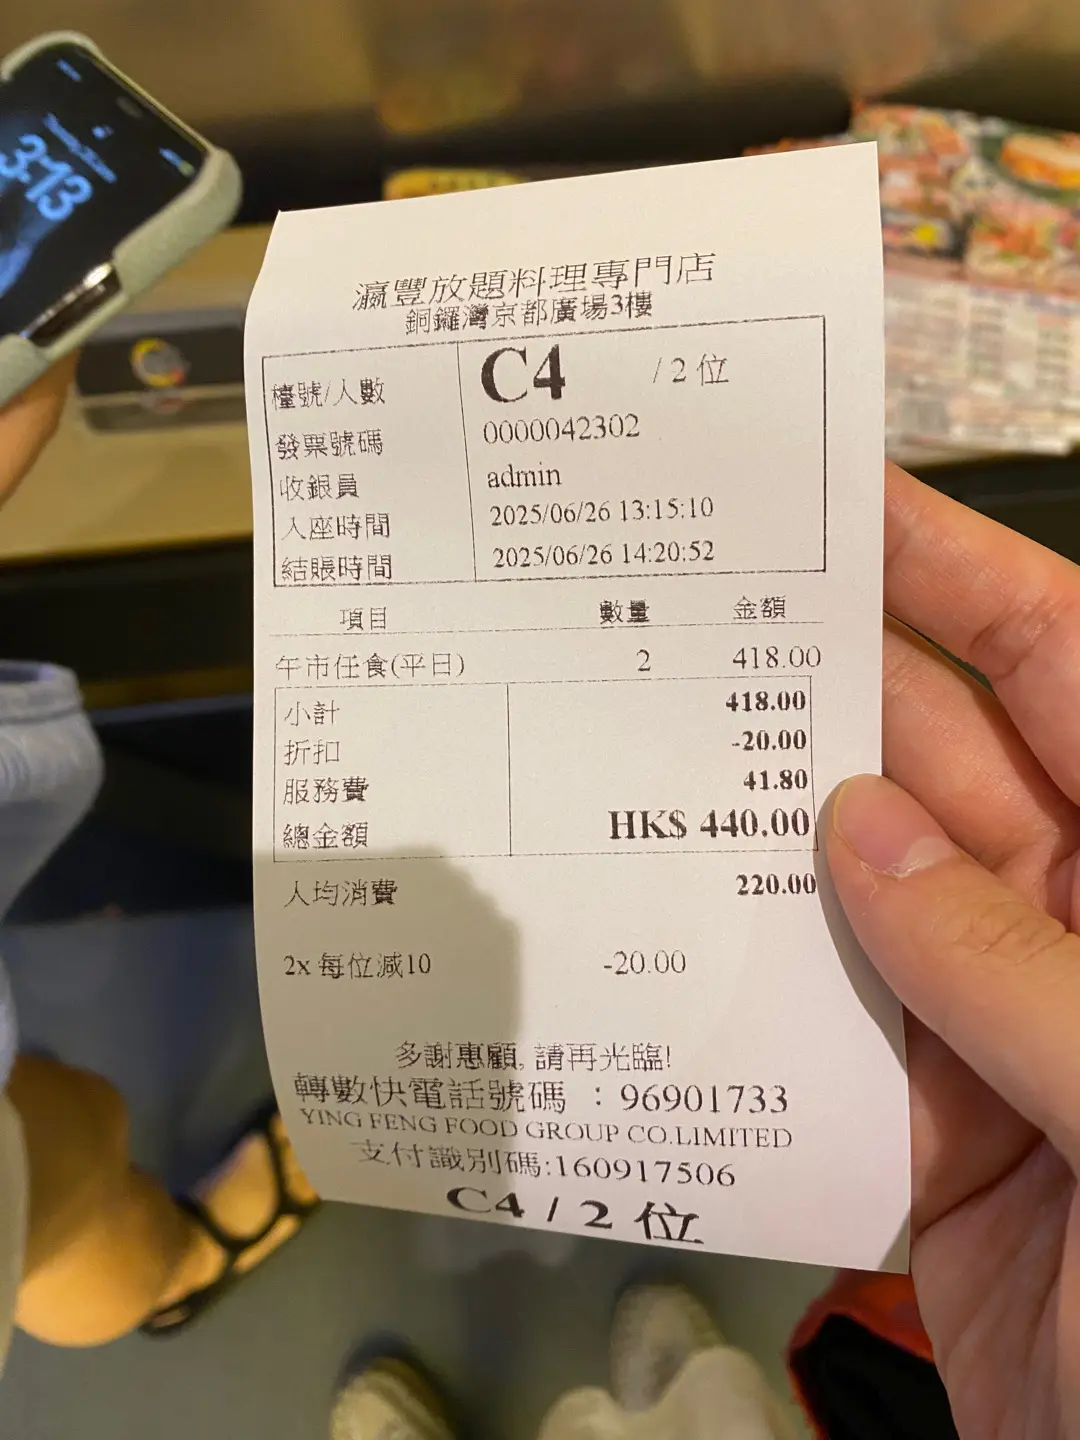 3:13
瀛豐放題料理專門店
銅鑼灣京都廣場3樓
檯號/人數 C4 / 2 位
發票號碼 0000042302
收銀員 admin
入座時間 2025/06/26 13:15:10
結賬時間 2025/06/26 14:20:52
項目 數量 金額
午市任食(平日) 2 418.00
小計 418.00
折扣 -20.00
服務費 41.80
總金額 HK$ 440.00
人均消費 220.00
2x 每位減10 -20.00
多謝惠顧, 請再光臨!
轉數快電話號碼 : 96901733
YING FENG FOOD GROUP CO.LIMITED
支付識別碼:160917506
C4 / 2 位